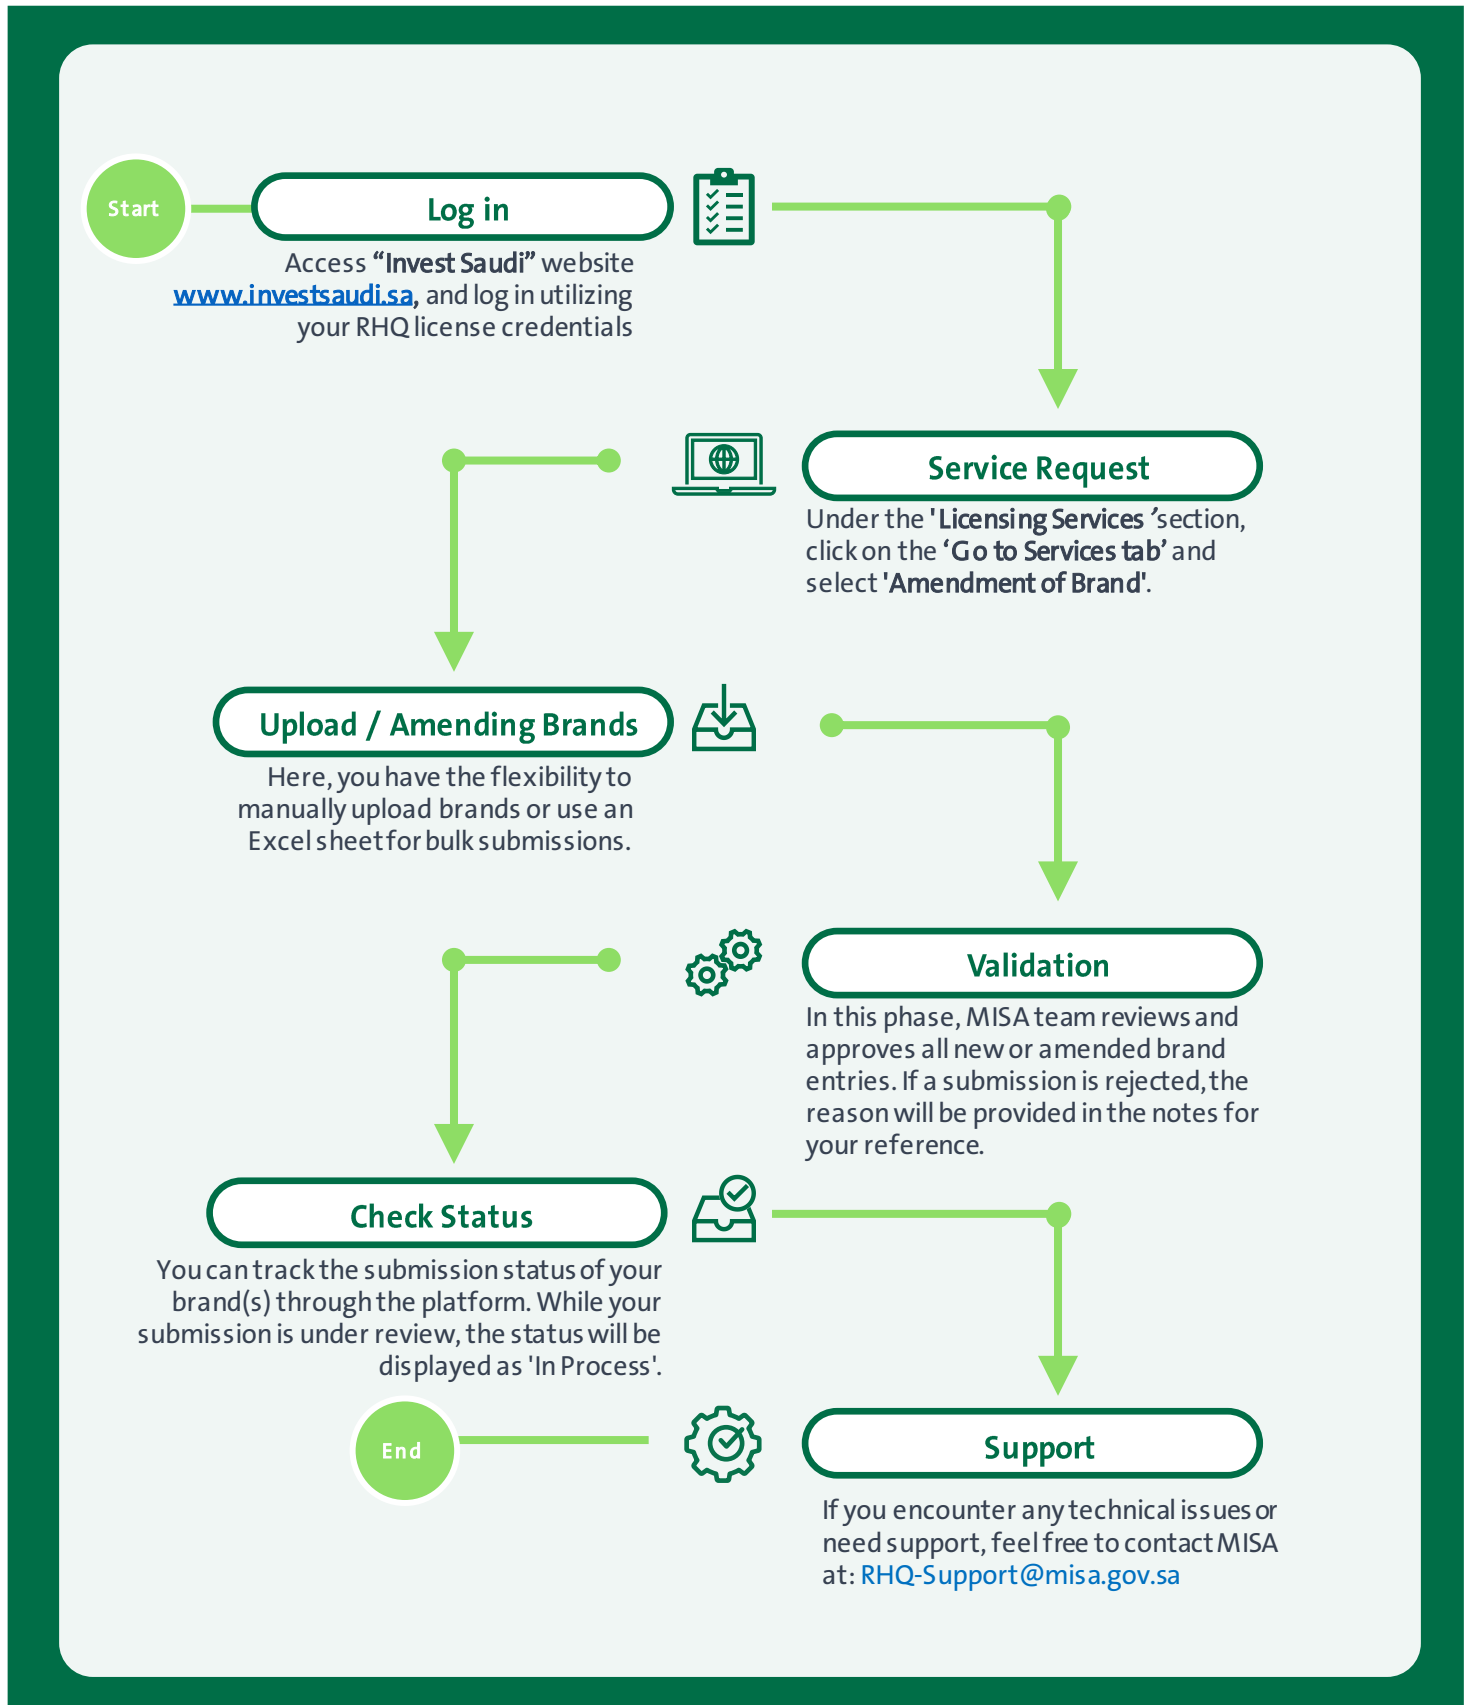 Start
Log in
Access “Invest Saudi” website
www.investsaudi.sa, and log in utilizing
your RHQ license credentials
Service Request
Under the 'Licensing Services ’section,
click on the ‘Go to Services tab’ and
select 'Amendment of Brand'.
Upload / Amending Brands
Here, you have the flexibility to
manually upload brands or use an
Excel sheet for bulk submissions.
Validation
In this phase, MISA team reviews and
approves all new or amended brand
entries. If a submission is rejected, the
reason will be provided in the notes for
your reference.
Check Status
You can track the submission status of your
brand(s) through the platform. While your
submission is under review, the status will be
displayed as 'In Process'.
Support
If you encounter any technical issues or
need support, feel free to contact MISA
at: RHQ-Support@misa.gov.sa
End